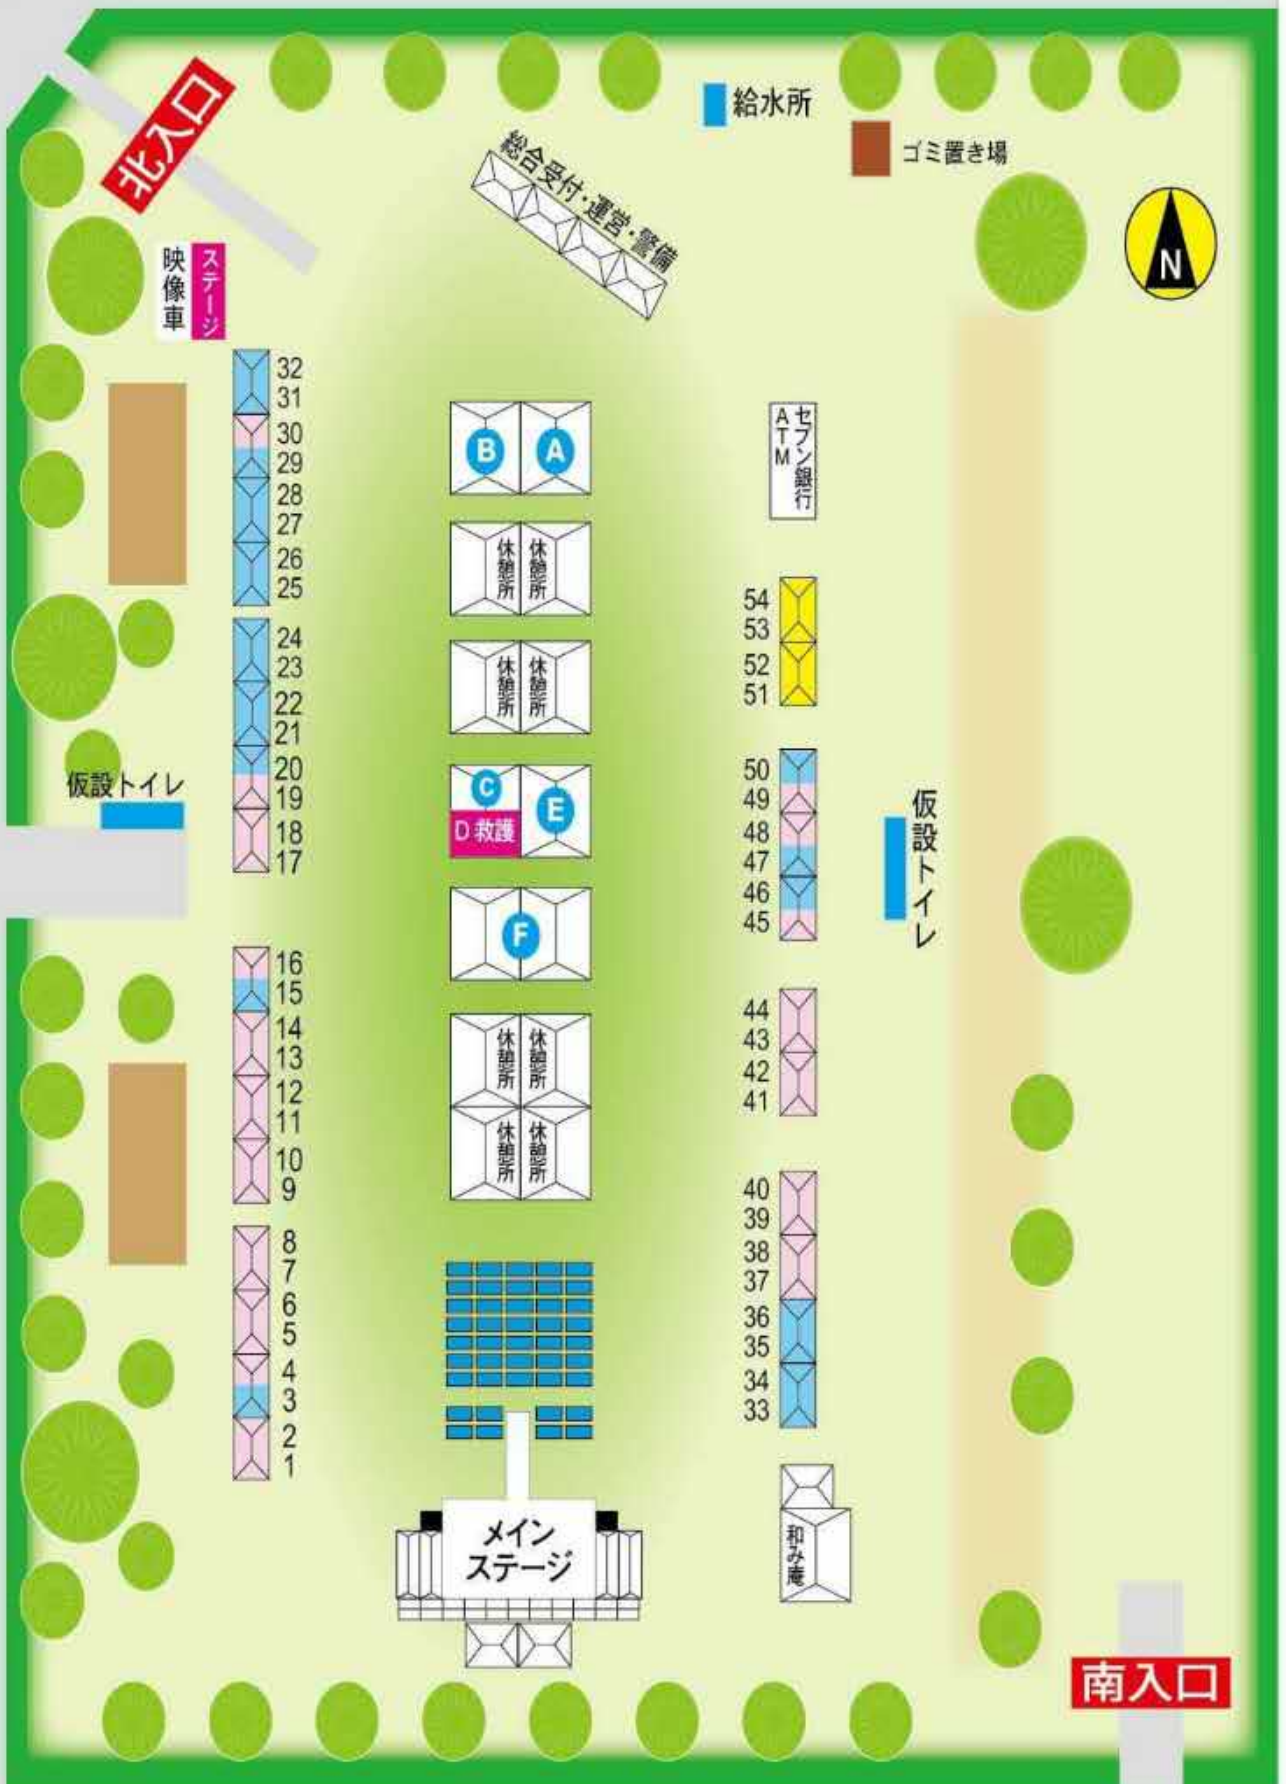 北入口
給水所
ゴミ置き場
総合受付・運営・警備
N
映像車
ステージ
32
31
30
29
28
27
26
25
24
23
22
21
20
19
18
17
仮設トイレ
16
15
14
13
12
11
10
9
8
7
6
5
4
3
2
1
B
A
休憩所
休憩所
休憩所
休憩所
C
D 救護
E
F
休憩所
休憩所
休憩所
休憩所
メイン
ステージ
セブン銀行
ATM
54
53
52
51
50
49
48
47
46
45
仮設トイレ
44
43
42
41
40
39
38
37
36
35
34
33
和み庵
南入口